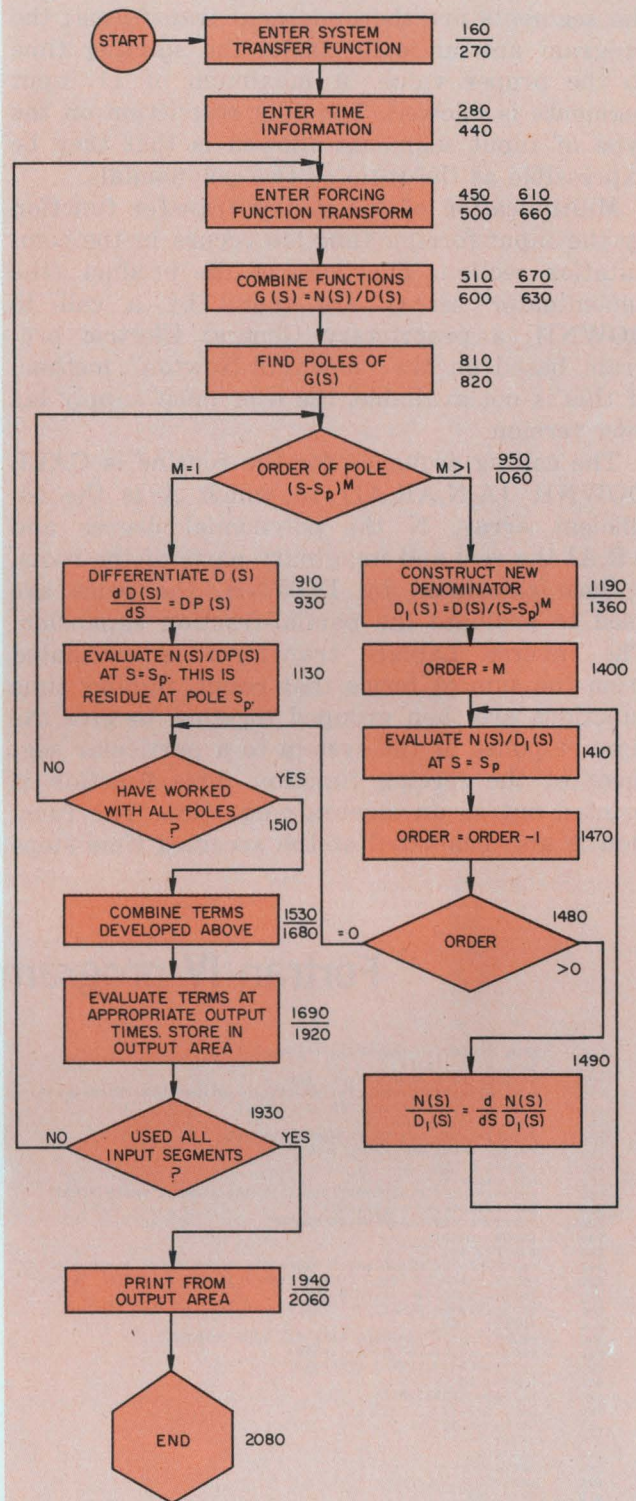 START
ENTER SYSTEM
TRANSFER FUNCTION
160
270
ENTER TIME
INFORMATION
280
440
ENTER FORCING
FUNCTION TRANSFORM
450 610
500 660
COMBINE FUNCTIONS
G(S) = N(S)/D(S)
510 670
600 630
FIND POLES OF
G(S)
810
820
M=1
ORDER OF POLE
(S-Sp)^M
M>1
950
1060
DIFFERENTIATE D(S)
d D(S)
dS
= DP(S)
910
930
CONSTRUCT NEW
DENOMINATOR
D₁(S) = D(S)/(S-Sp)^M
1190
1360
EVALUATE N(S)/DP(S)
AT S=Sp. THIS IS
RESIDUE AT POLE Sp.
1130
ORDER = M
1400
EVALUATE N(S)/D₁(S)
AT S = Sp
1410
NO
HAVE WORKED
WITH ALL POLES
?
YES
1510
ORDER = ORDER -1
1470
COMBINE TERMS
DEVELOPED ABOVE
1530
1680
= 0
ORDER
1480
>0
EVALUATE TERMS AT
APPROPRIATE OUTPUT
TIMES. STORE IN
OUTPUT AREA
1690
1920
1490
N(S)
D₁(S)
=
d
dS
N(S)
D₁(S)
NO
USED ALL
INPUT SEGMENTS
?
YES
1930
PRINT FROM
OUTPUT AREA
1940
2060
END
2080